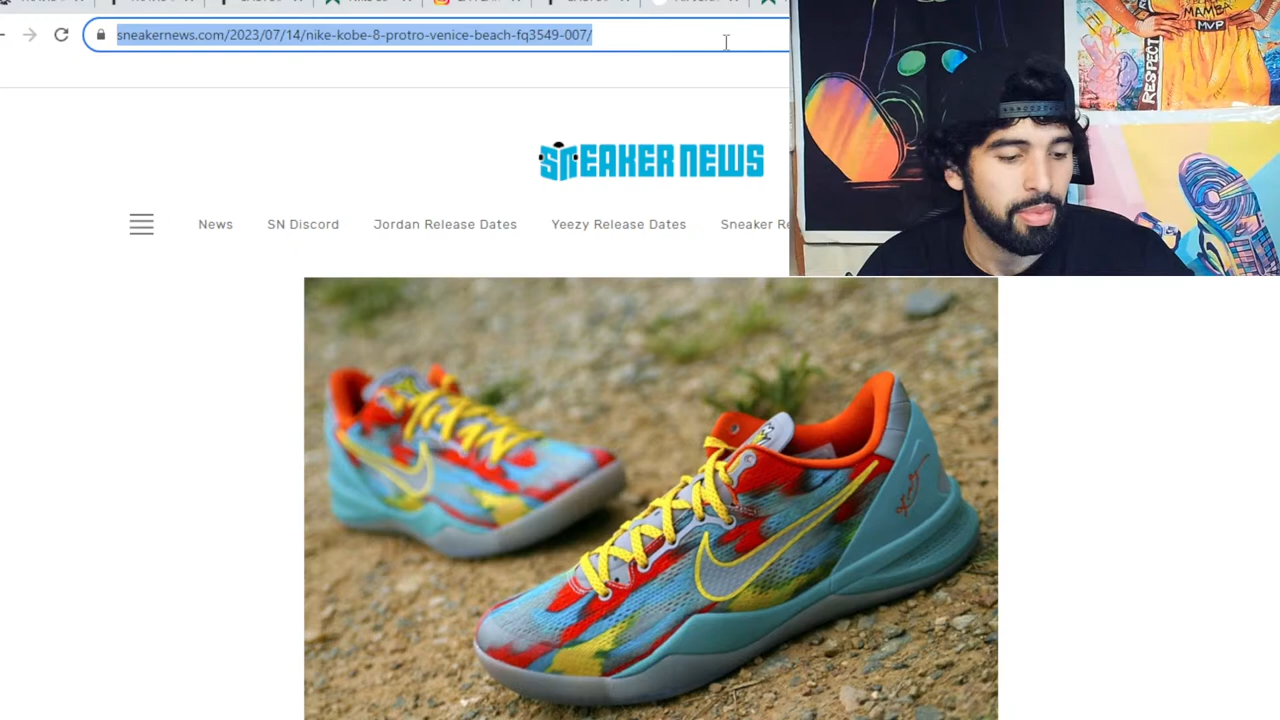 sneakernews.com/2023/07/14/nike-kobe-8-protro-venice-beach-fq3549-007/
MAMBA
MVP
RESPECT
SNEAKER NEWS
News SN Discord Jordan Release Dates Yeezy Release Dates Sneaker Re